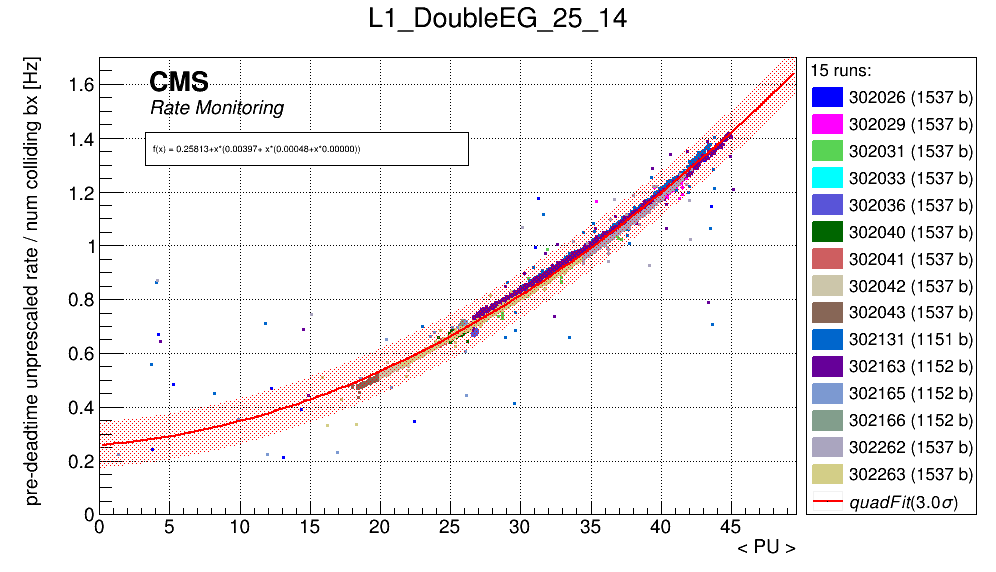 L1_DoubleEG_25_14
pre-deadtime unprescaled rate / num colliding bx [Hz]
CMS
Rate Monitoring
f(x) = 0.25813+x*(0.00397+ x*(0.00048+x*0.00000))
1.6
1.4
1.2
1
0.8
0.6
0.4
0.2
0
0 5 10 15 20 25 30 35 40 45
< PU >
15 runs:
302026 (1537 b)
302029 (1537 b)
302031 (1537 b)
302033 (1537 b)
302036 (1537 b)
302040 (1537 b)
302041 (1537 b)
302042 (1537 b)
302043 (1537 b)
302131 (1151 b)
302163 (1152 b)
302165 (1152 b)
302166 (1152 b)
302262 (1537 b)
302263 (1537 b)
quadFit(3.0σ)